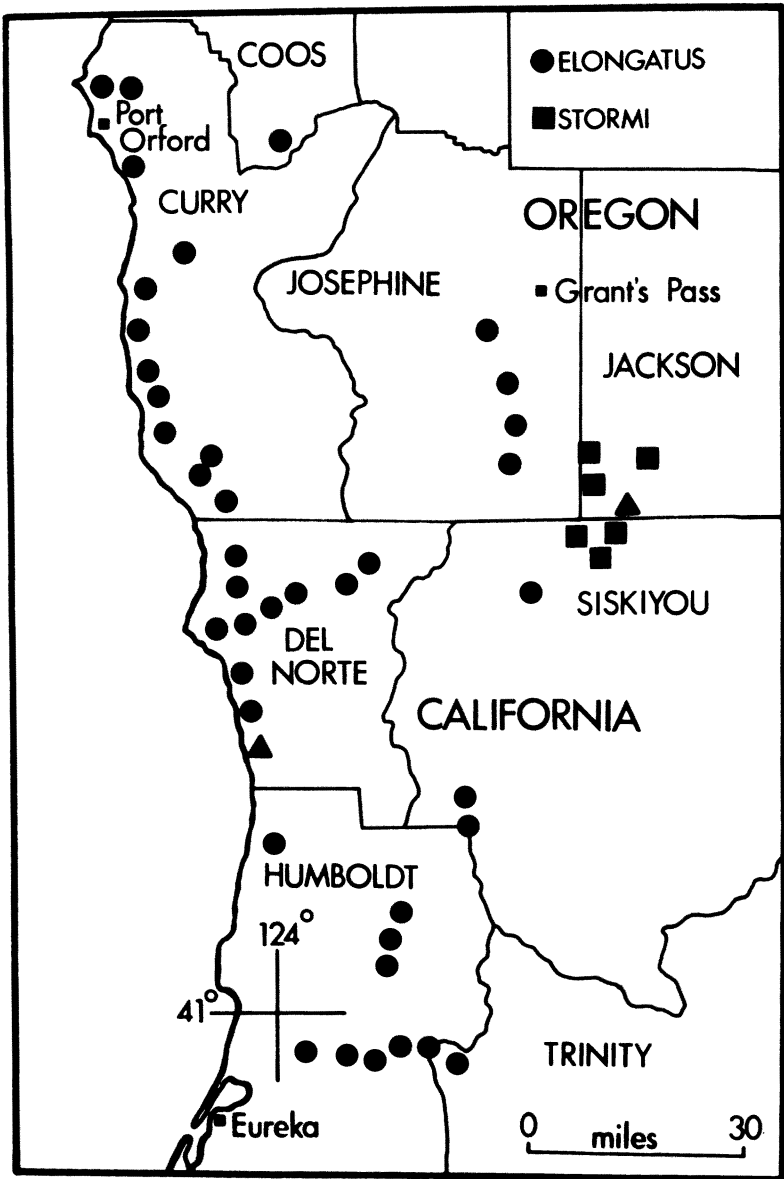 COOS
ELONGATUS
STORMI
Port
Orford
CURRY
OREGON
JOSEPHINE
Grant's Pass
JACKSON
SISKIYOU
DEL
NORTE
CALIFORNIA
HUMBOLDT
124°
41°
TRINITY
Eureka
0 miles 30